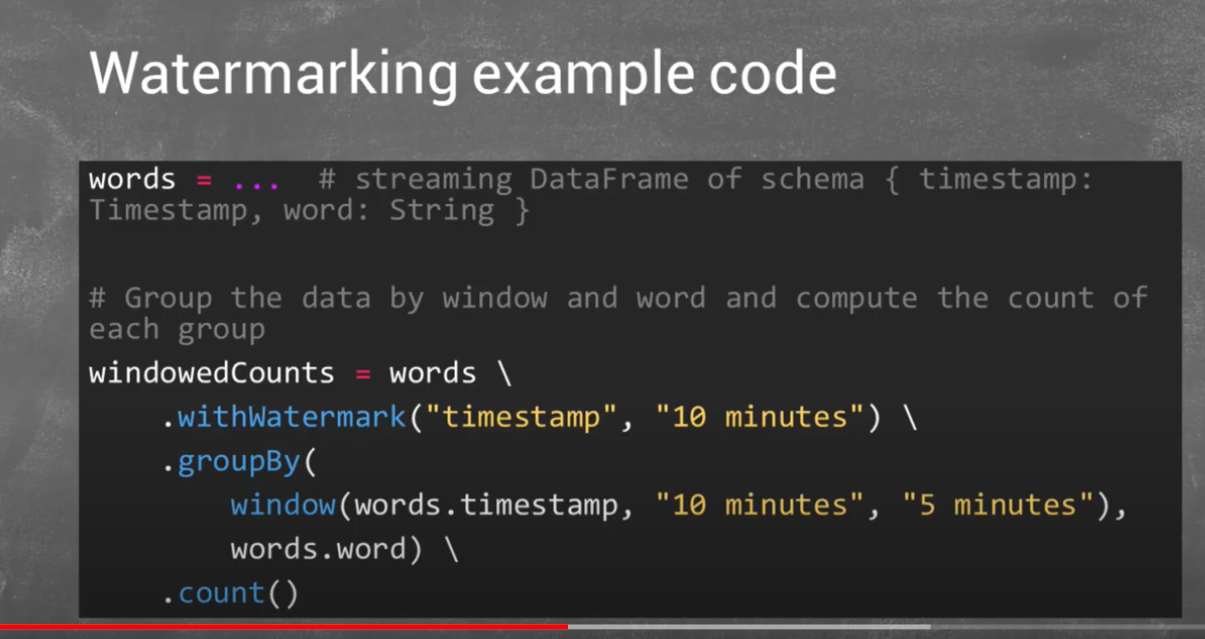 Watermarking example code
words = ... # streaming DataFrame of schema { timestamp:
Timestamp, word: String }
# Group the data by window and word and compute the count of
each group
windowedCounts = words \
.withWatermark("timestamp", "10 minutes") \
.groupBy(
window(words.timestamp, "10 minutes", "5 minutes"),
words.word) \
.count()